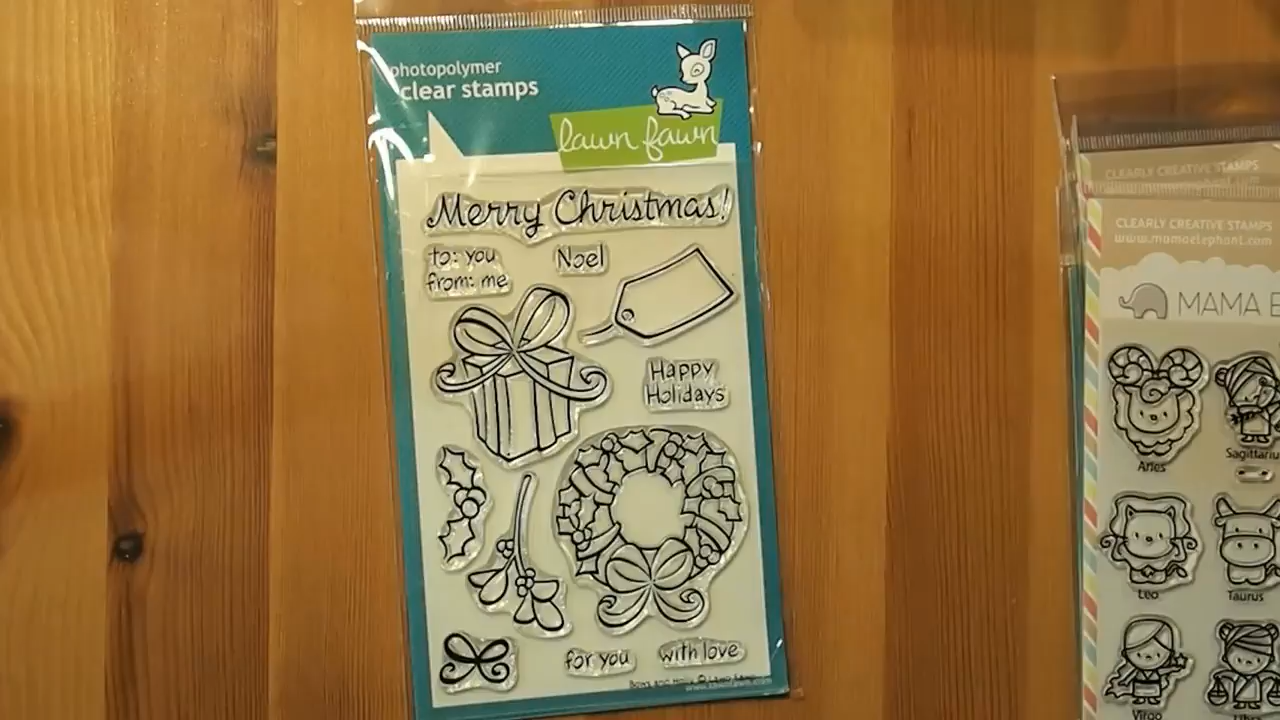 photopolymer
clear stamps
lawn fawn
Merry Christmas!
to: you
from: me
Noel
Happy
Holidays
for you
with love
CLEARLY CREATIVE STAMPS
CLEARLY CREATIVE STAMPS
www.mamaelephant.com
MAMA E
Aries
Sagittariu
Leo
Taurus
Virgo
Libra